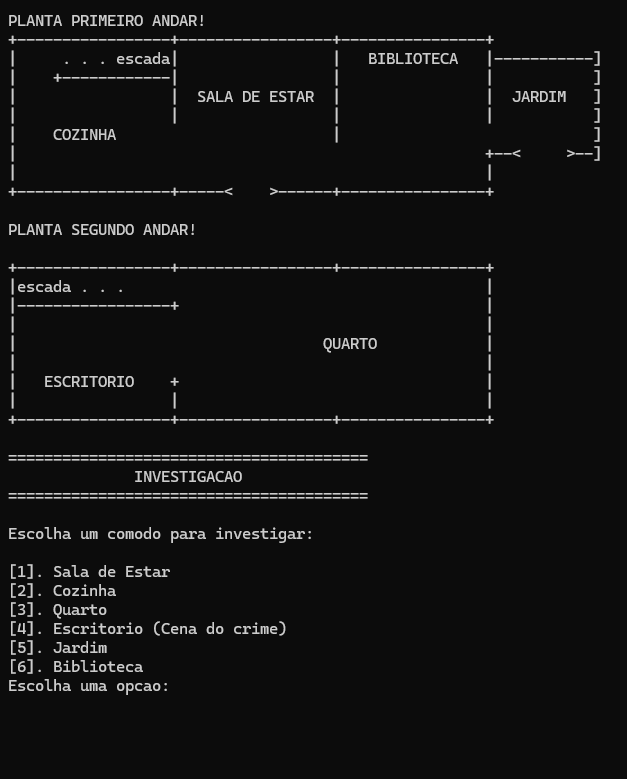 PLANTA PRIMEIRO ANDAR!
. . . escada
BIBLIOTECA
SALA DE ESTAR
JARDIM
COZINHA
PLANTA SEGUNDO ANDAR!
escada . . .
QUARTO
ESCRITORIO
INVESTIGACAO
Escolha um comodo para investigar:
[1]. Sala de Estar
[2]. Cozinha
[3]. Quarto
[4]. Escritorio (Cena do crime)
[5]. Jardim
[6]. Biblioteca
Escolha uma opcao: